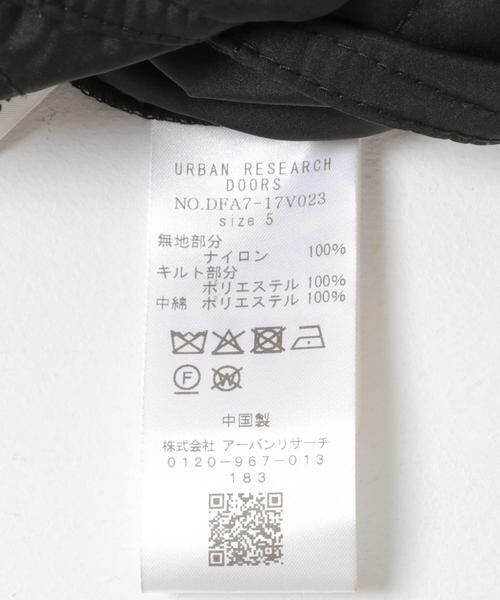 URBAN RESEARCH
DOORS
NO.DFA7-17V023
size 5
無地部分
ナイロン 100%
キルト部分
ポリエステル 100%
中綿 ポリエステル 100%
F
W
中国製
株式会社 アーバンリサーチ
0120-967-013
183